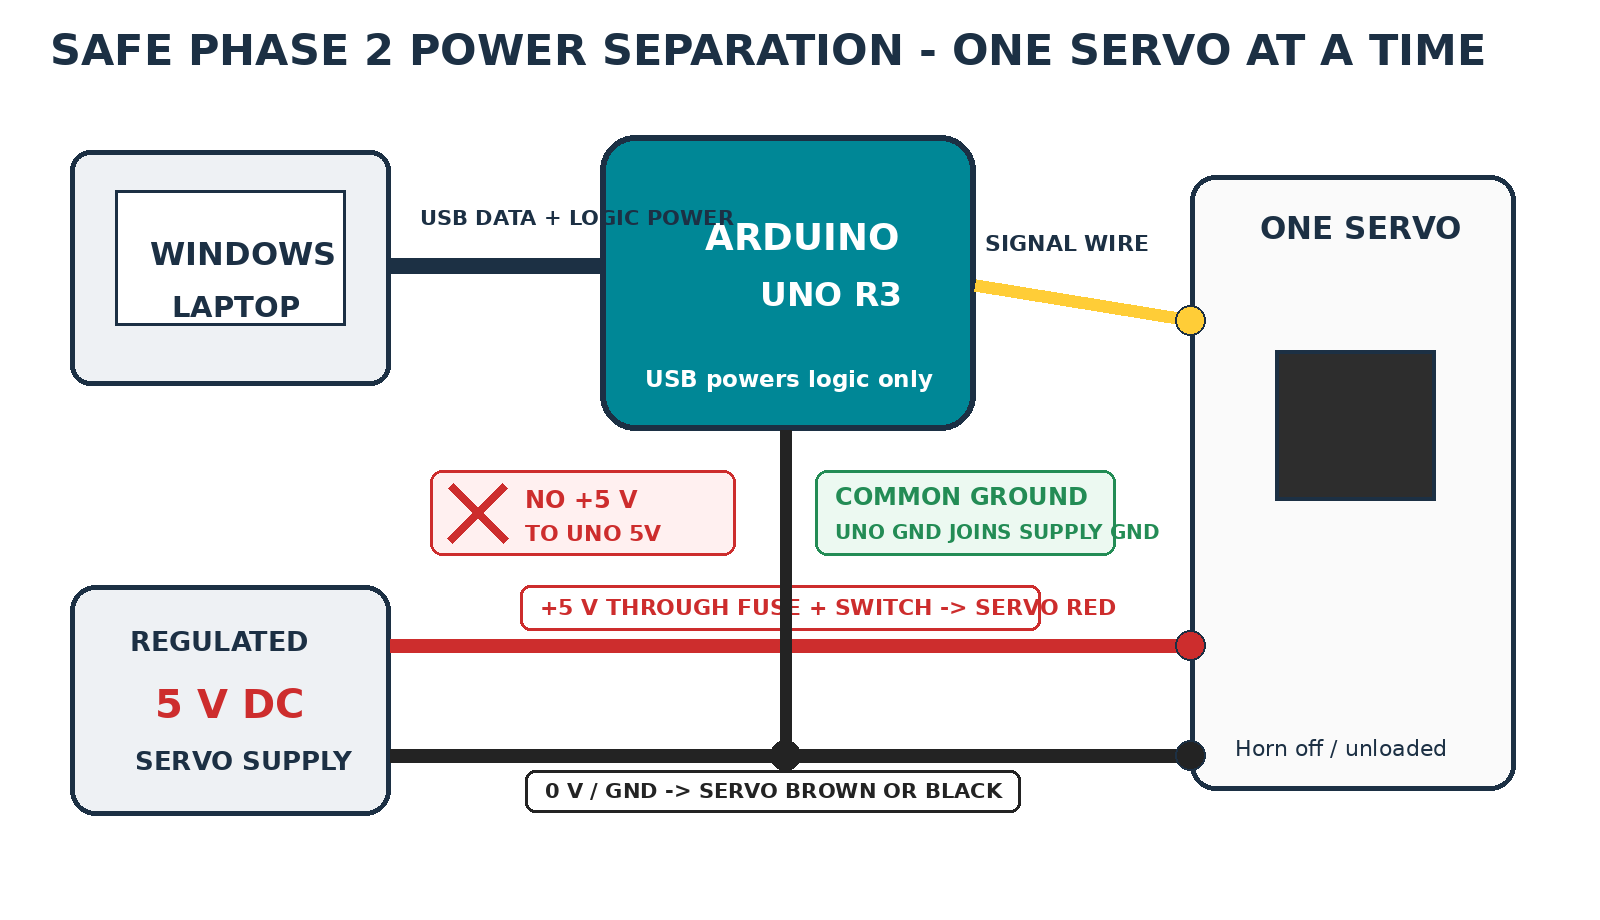 SAFE PHASE 2 POWER SEPARATION - ONE SERVO AT A TIME
WINDOWS
LAPTOP
USB DATA + LOGIC POWER
ARDUINO
UNO R3
USB powers logic only
SIGNAL WIRE
ONE SERVO
NO +5 V
TO UNO 5V
COMMON GROUND
UNO GND JOINS SUPPLY GND
+5 V THROUGH FUSE + SWITCH -> SERVO RED
REGULATED
5 V DC
SERVO SUPPLY
0 V / GND -> SERVO BROWN OR BLACK
Horn off / unloaded